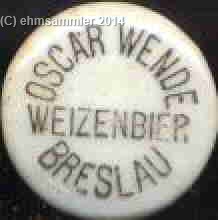 (C) ehmsammler 2014
OSCAR WENDE
WEIZENBIER
BRESLAU